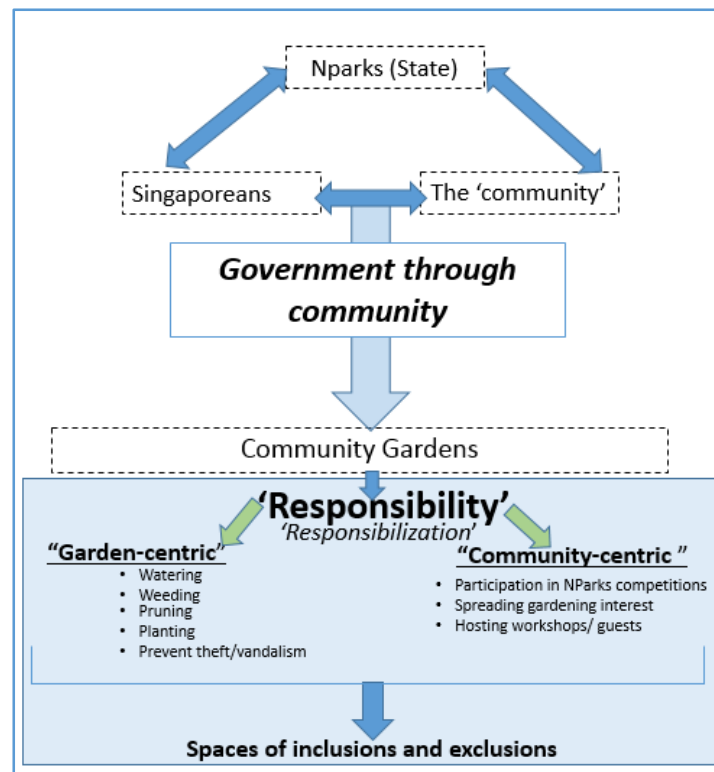 Nparks (State)
Singaporeans
The ‘community’
Government through
community
Community Gardens
‘Responsibility’
‘Responsibilization’
“Garden-centric”
• Watering
• Weeding
• Pruning
• Planting
• Prevent theft/vandalism
“Community-centric ”
• Participation in NParks competitions
• Spreading gardening interest
• Hosting workshops/ guests
Spaces of inclusions and exclusions